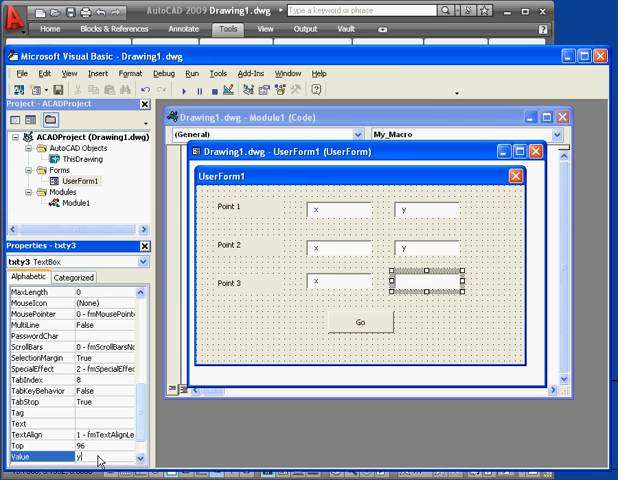 AutoCAD 2009 Drawing1.dwg
Type a keyword or phrase
Home Blocks & References Annotate Tools Output Vault
Microsoft Visual Basic - Drawing1.dwg
File Edit View Insert Format Debug Run Tools Add-Ins Window Help
Project - ACADProject
ACADProject (Drawing1.dwg)
AutoCAD Objects
ThisDrawing
Forms
UserForm1
Modules
Module1
Drawing1.dwg - Module1 (Code)
(General) My_Macro
Drawing1.dwg - UserForm1 (UserForm)
UserForm1
Point 1 x y
Point 2 x y
Point 3 x
Go
Properties - txty3
txty3 TextBox
Alphabetic Categorized
MaxLength 0
MouseIcon (None)
MousePointer 0 - fmMousePointe
MultiLine False
PasswordChar
ScrollBars 0 - fmScrollBarsNo
SelectionMargin True
SpecialEffect 2 - fmSpecialEffec
TabIndex 8
TabKeyBehavior False
TabStop True
Tag
Text
TextAlign 1 - fmTextAlignLe
Top 96
Value y